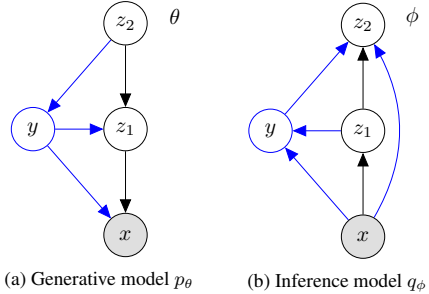 z₂ θ
y z₁
x
(a) Generative model pθ
z₂ ϕ
y z₁
x
(b) Inference model qϕ